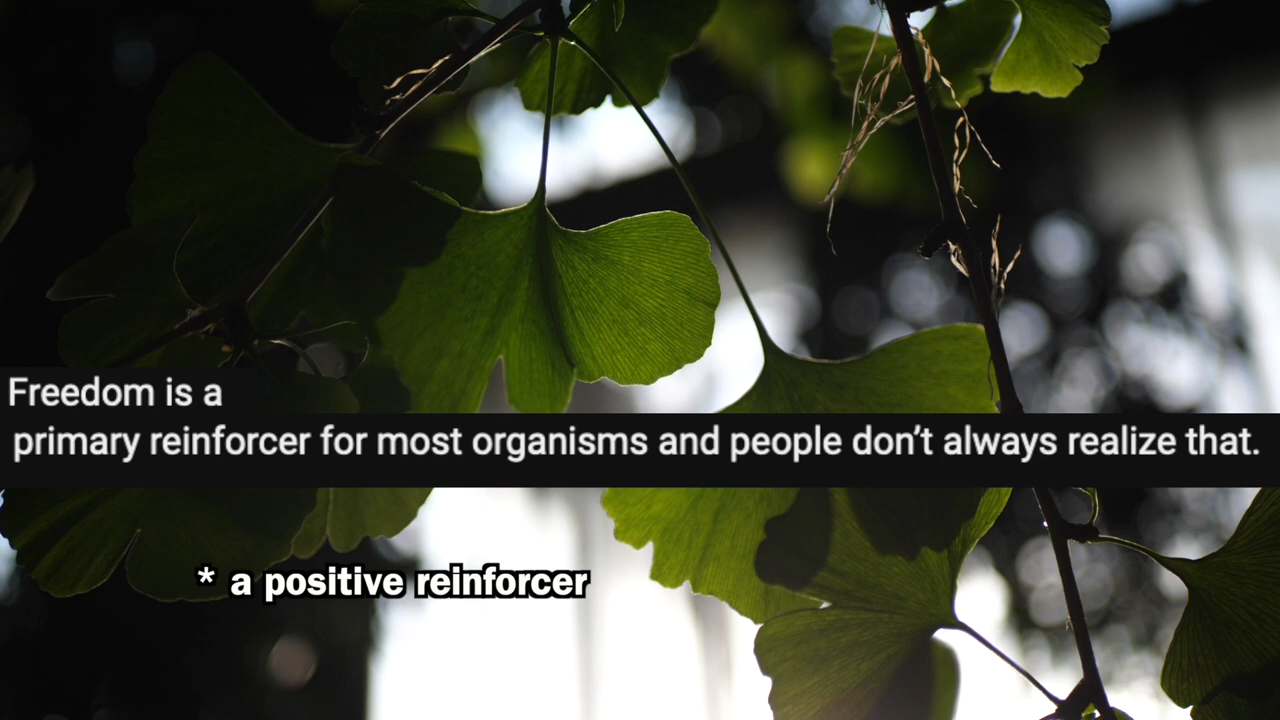 Freedom is a
primary reinforcer for most organisms and people don’t always realize that.
* a positive reinforcer